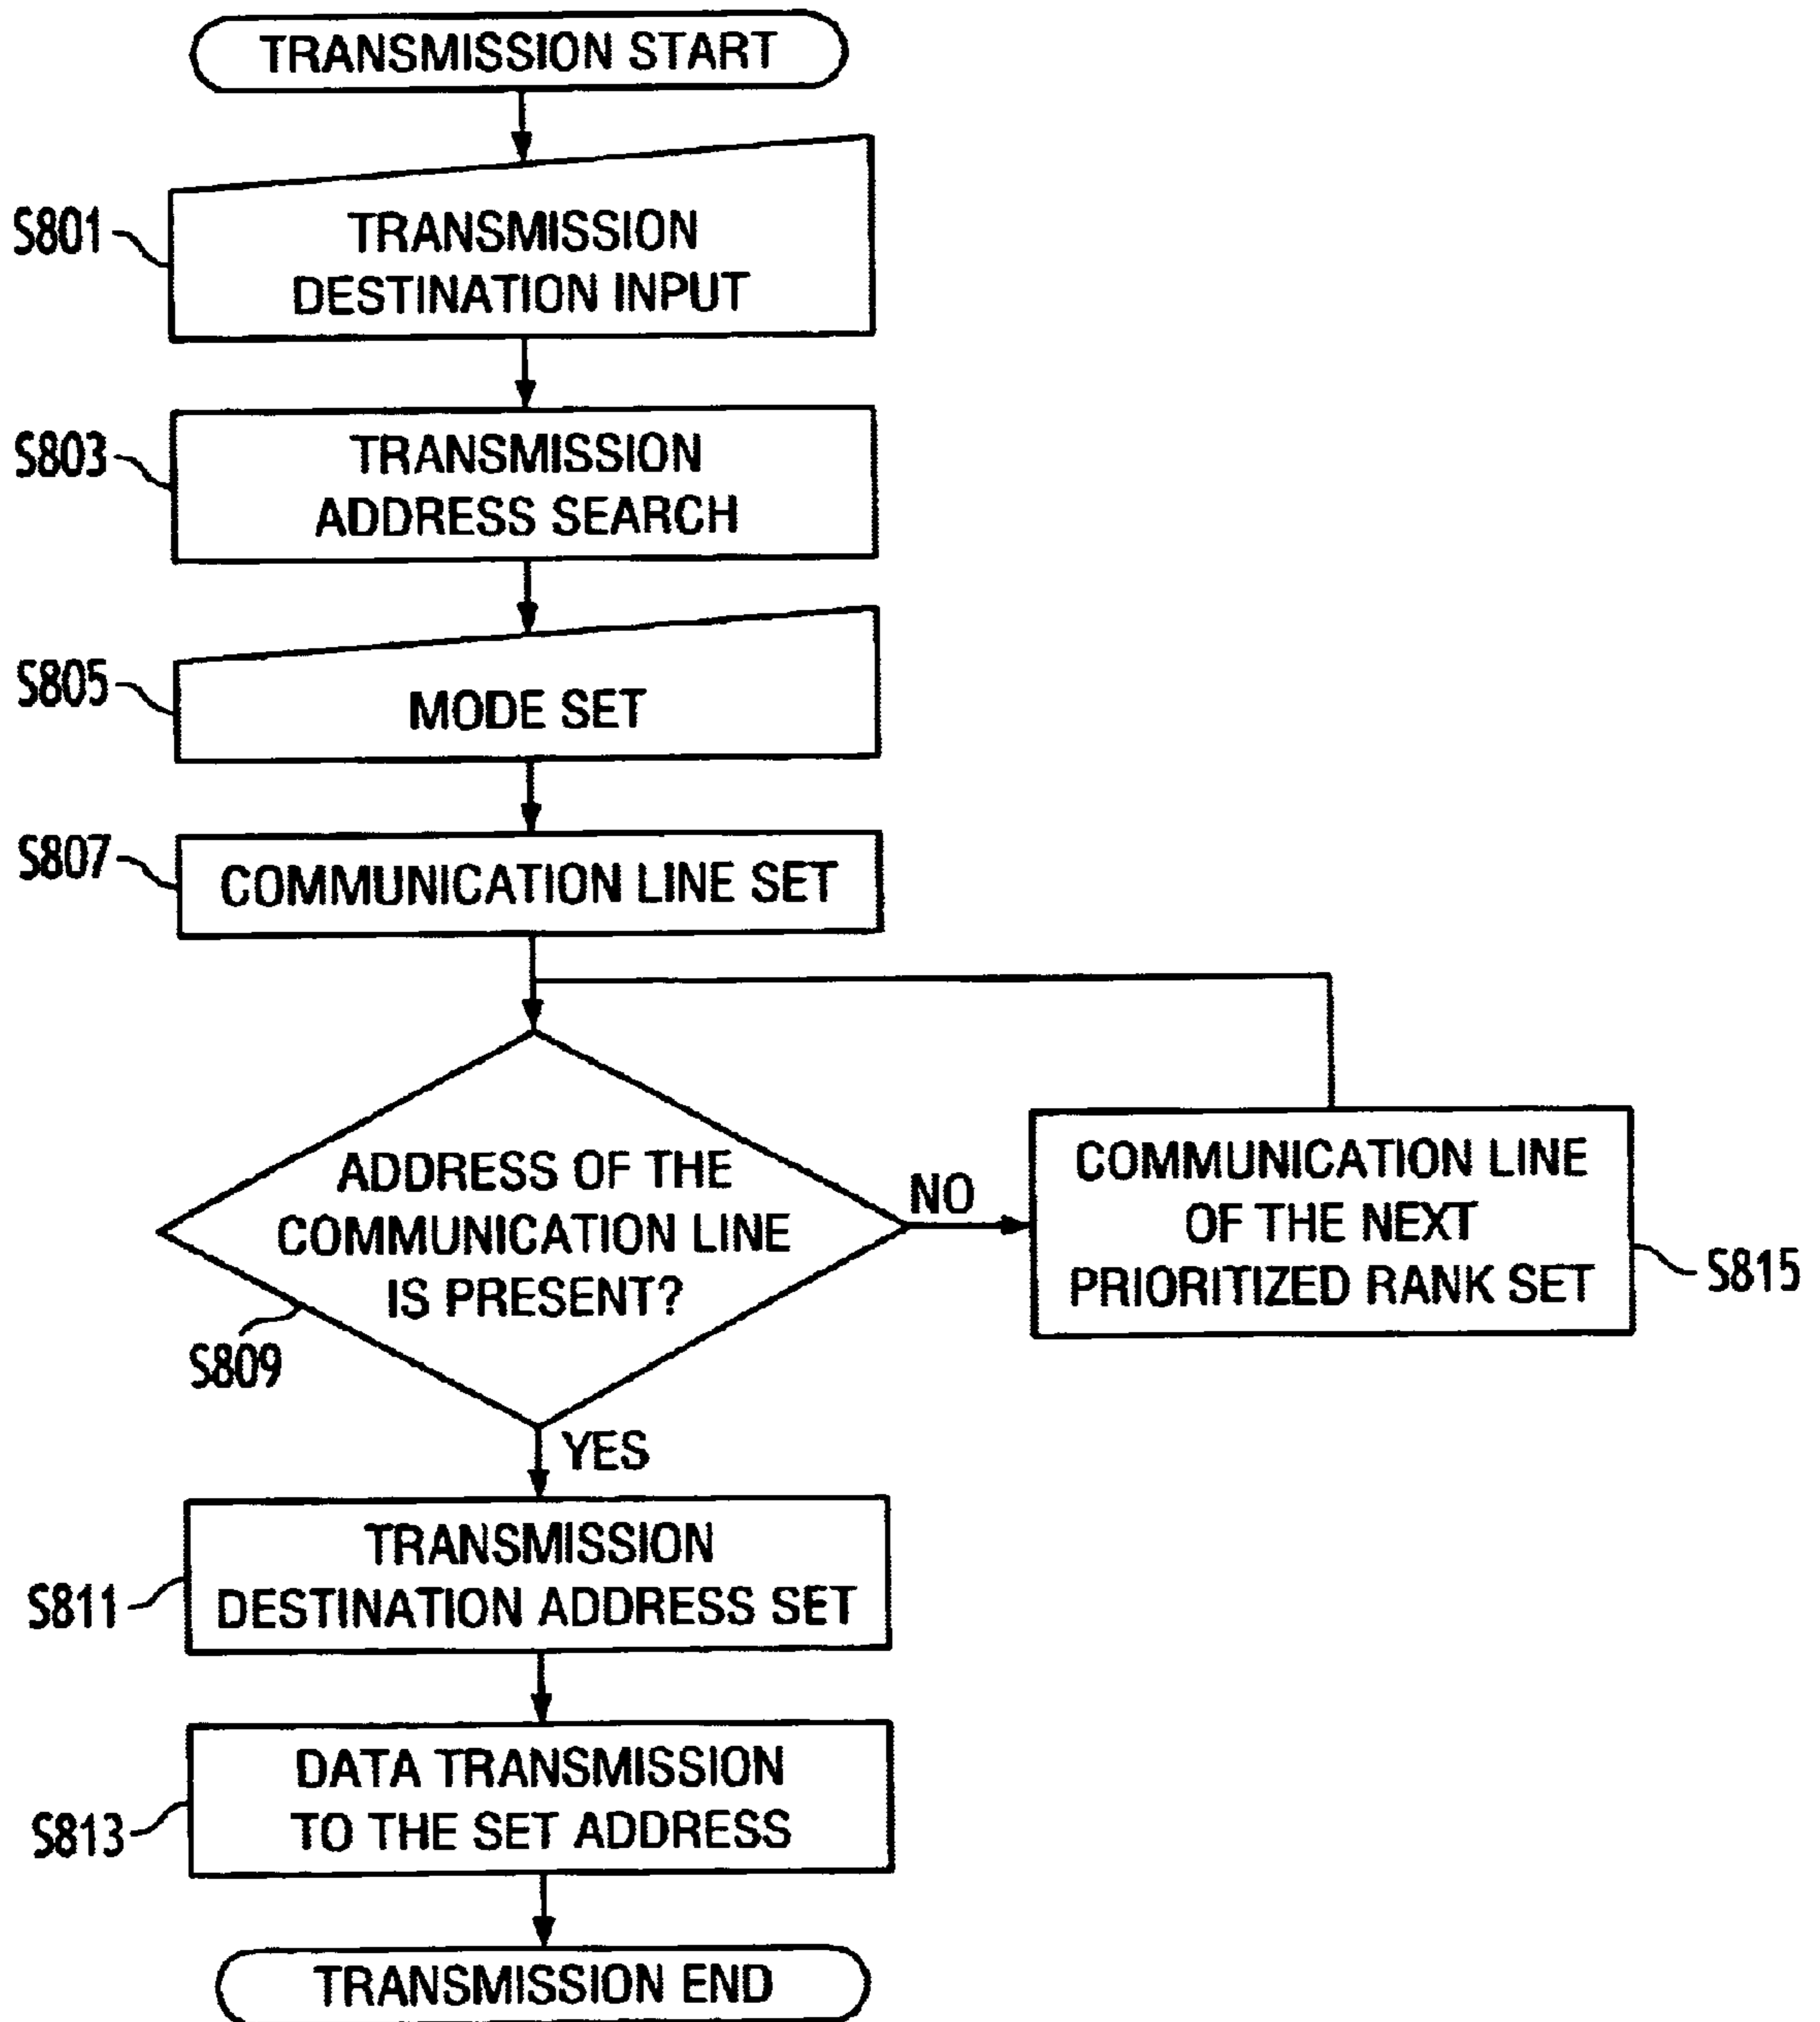 TRANSMISSION START
S801
TRANSMISSION
DESTINATION INPUT
S803
TRANSMISSION
ADDRESS SEARCH
S805
MODE SET
S807
COMMUNICATION LINE SET
ADDRESS OF THE
COMMUNICATION LINE
IS PRESENT?
S809
NO
COMMUNICATION LINE
OF THE NEXT
PRIORITIZED RANK SET
S815
YES
TRANSMISSION
DESTINATION ADDRESS SET
S811
DATA TRANSMISSION
TO THE SET ADDRESS
S813
TRANSMISSION END